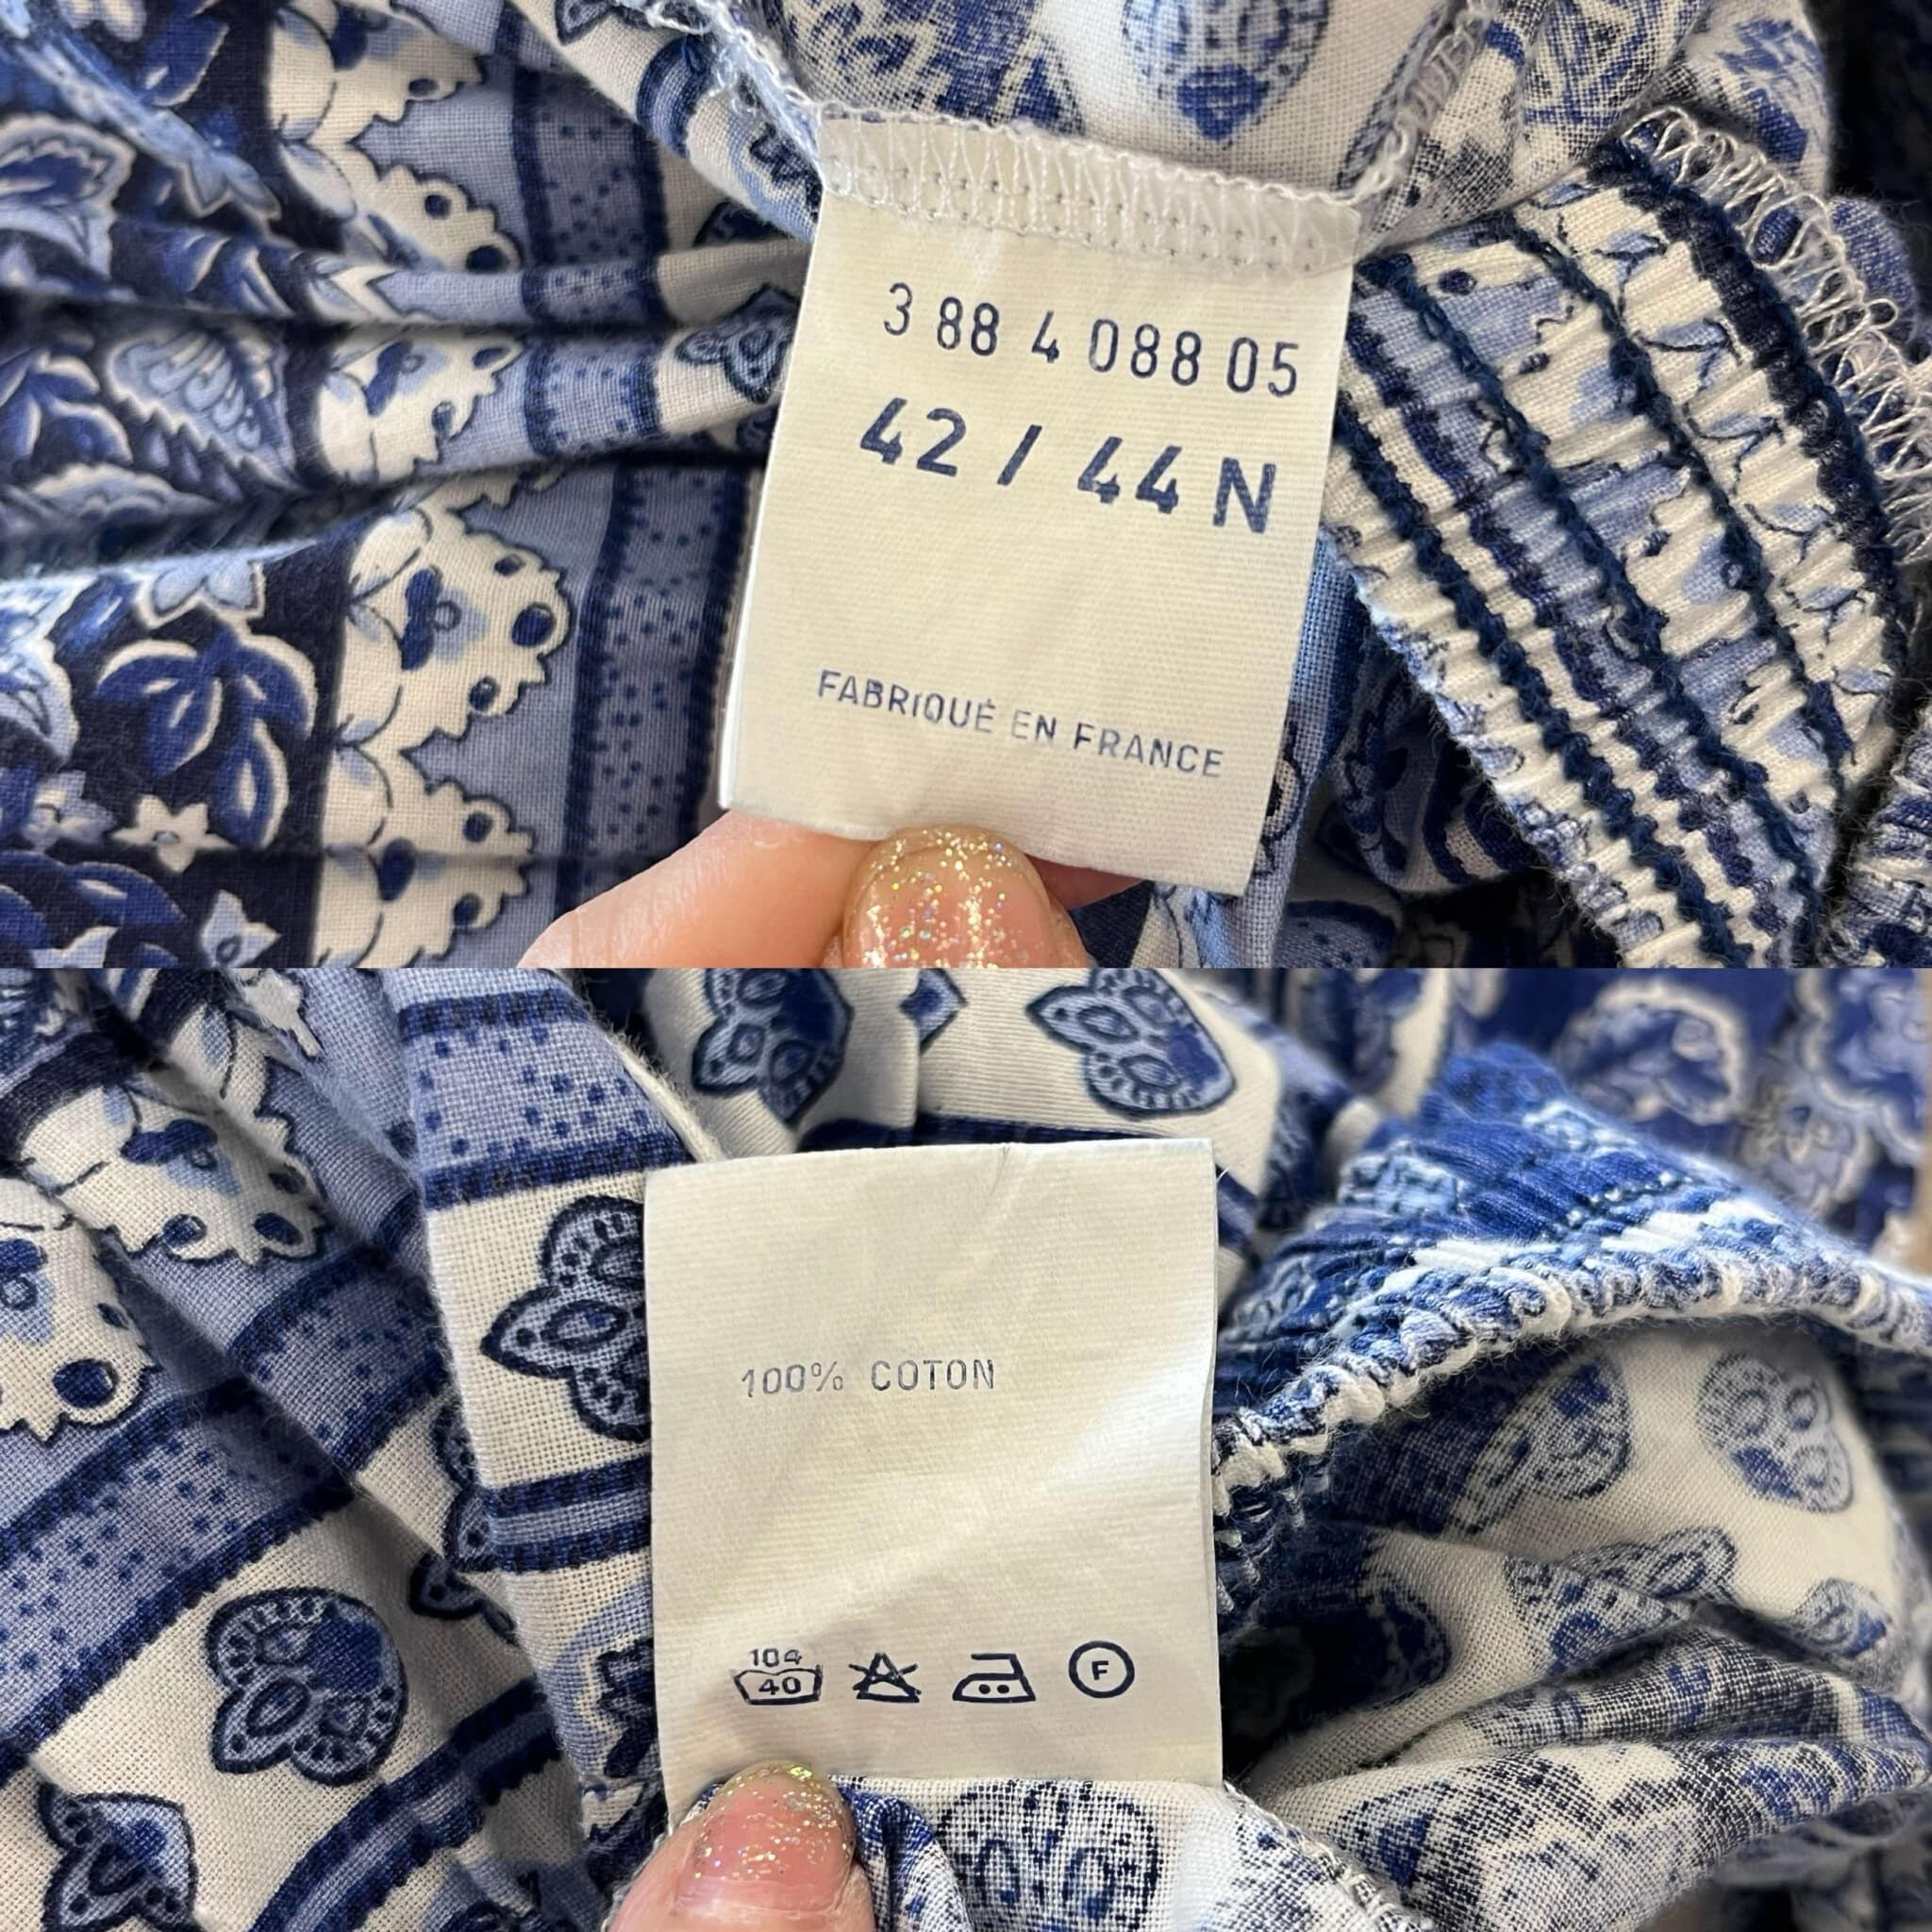 3 88 4 088 05
42 / 44 N
FABRIQUÉ EN FRANCE
100% COTON
104
40
F